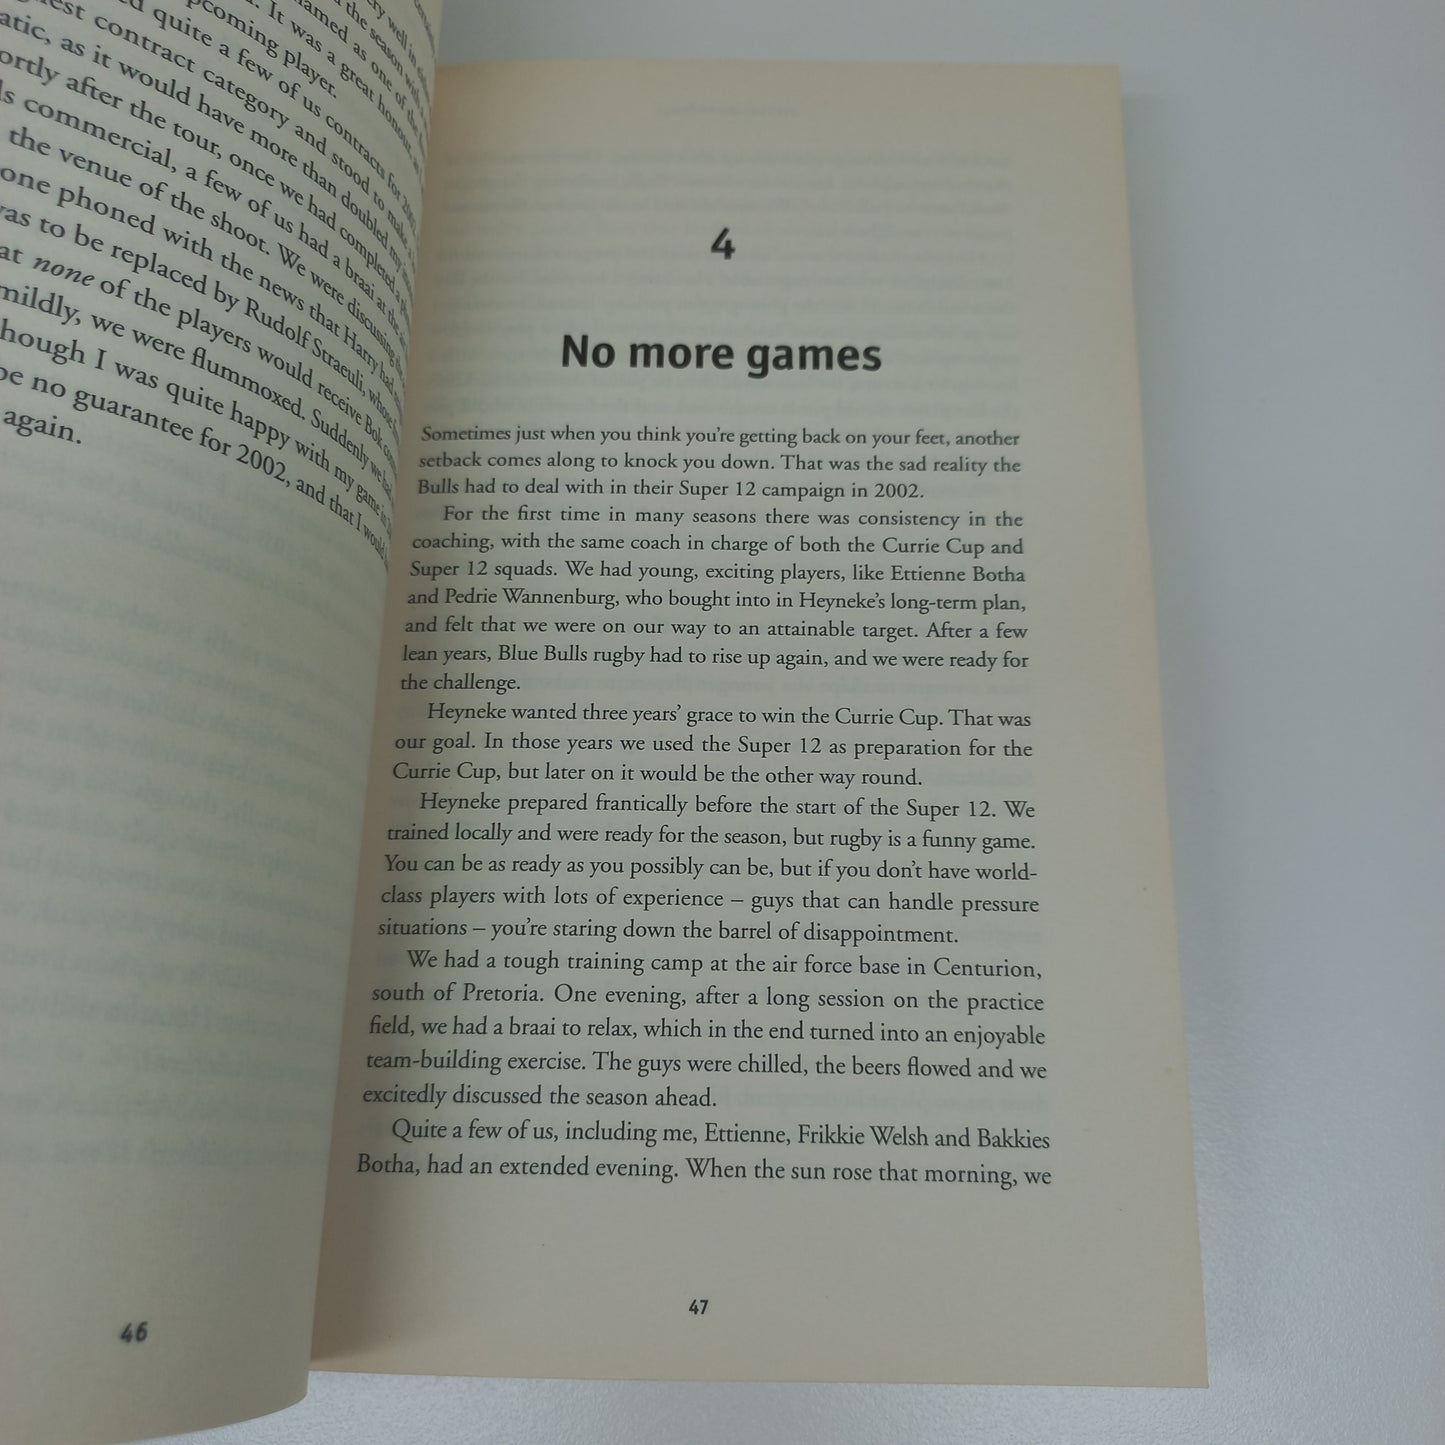 upcoming player. It was a great honour, as
quite a few of us contracts for 2002
contract category and stood to make a
as it would have more than doubled my
shortly after the tour, once we had completed a
commercial, a few of us had a braai at the
the venue of the shoot. We were discussing the
one phoned with the news that Harry had
was to be replaced by Rudolf Straeuli, whose
none of the players would receive Bok
mildly, we were flummoxed. Suddenly we had
though I was quite happy with my game in
be no guarantee for 2002, and that I would
again.
46
4
No more games
Sometimes just when you think you're getting back on your feet, another
setback comes along to knock you down. That was the sad reality the
Bulls had to deal with in their Super 12 campaign in 2002.
For the first time in many seasons there was consistency in the
coaching, with the same coach in charge of both the Currie Cup and
Super 12 squads. We had young, exciting players, like Ettienne Botha
and Pedrie Wannenburg, who bought into in Heyneke's long-term plan,
and felt that we were on our way to an attainable target. After a few
lean years, Blue Bulls rugby had to rise up again, and we were ready for
the challenge.
Heyneke wanted three years' grace to win the Currie Cup. That was
our goal. In those years we used the Super 12 as preparation for the
Currie Cup, but later on it would be the other way round.
Heyneke prepared frantically before the start of the Super 12. We
trained locally and were ready for the season, but rugby is a funny game.
You can be as ready as you possibly can be, but if you don't have world-
class players with lots of experience – guys that can handle pressure
situations – you're staring down the barrel of disappointment.
We had a tough training camp at the air force base in Centurion,
south of Pretoria. One evening, after a long session on the practice
field, we had a braai to relax, which in the end turned into an enjoyable
team-building exercise. The guys were chilled, the beers flowed and we
excitedly discussed the season ahead.
Quite a few of us, including me, Ettienne, Frikkie Welsh and Bakkies
Botha, had an extended evening. When the sun rose that morning, we
47